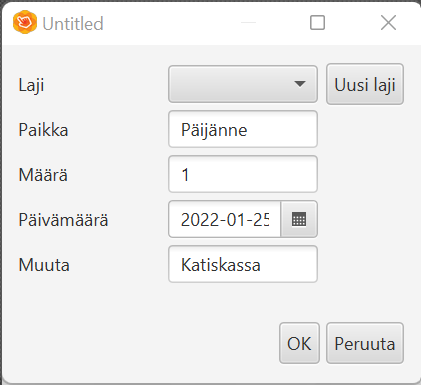 Untitled
Laji
Uusi laji
Paikka Päijänne
Määrä 1
Päivämäärä 2022-01-25
Muuta Katiskassa
OK Peruuta